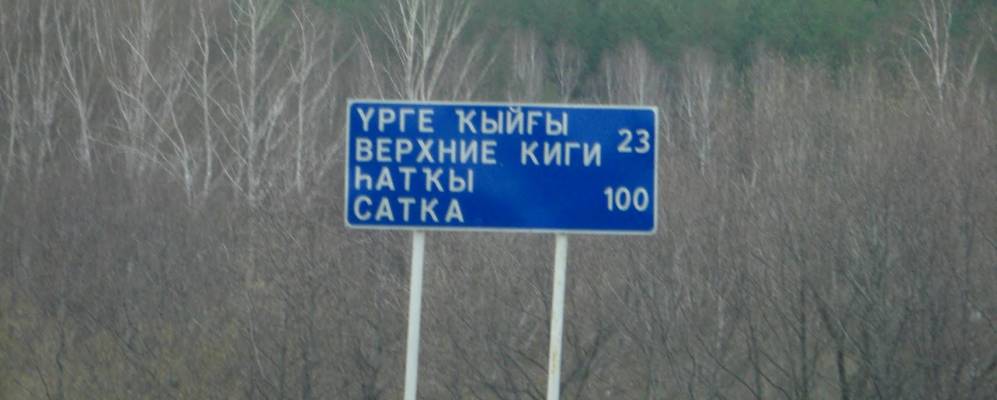 ҮРГЕ ҠЫЙҒЫ
ВЕРХНИЕ КИГИ 23
ҺАТҠЫ
САТКА 100